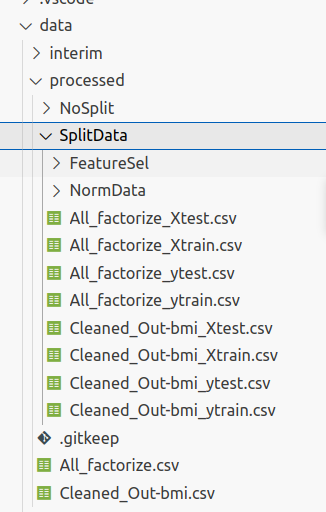 .vscode
data
interim
processed
NoSplit
SplitData
FeatureSel
NormData
All_factorize_Xtest.csv
All_factorize_Xtrain.csv
All_factorize_ytest.csv
All_factorize_ytrain.csv
Cleaned_Out-bmi_Xtest.csv
Cleaned_Out-bmi_Xtrain.csv
Cleaned_Out-bmi_ytest.csv
Cleaned_Out-bmi_ytrain.csv
.gitkeep
All_factorize.csv
Cleaned_Out-bmi.csv